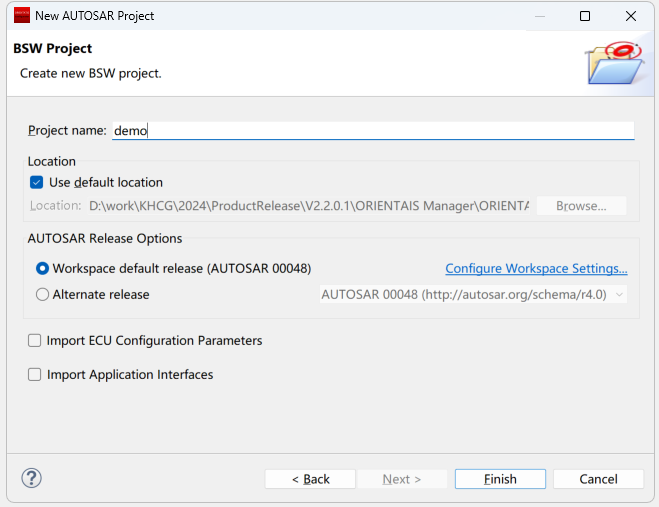 New AUTOSAR Project
BSW Project
Create new BSW project.
Project name: demo
Location
Use default location
Location: D:\work\KHCG\2024\ProductRelease\V2.2.0.1\ORIENTAIS Manager\ORIENTA
Browse...
AUTOSAR Release Options
Workspace default release (AUTOSAR 00048) Configure Workspace Settings...
Alternate release AUTOSAR 00048 (http://autosar.org/schema/r4.0)
Import ECU Configuration Parameters
Import Application Interfaces
< Back Next > Finish Cancel